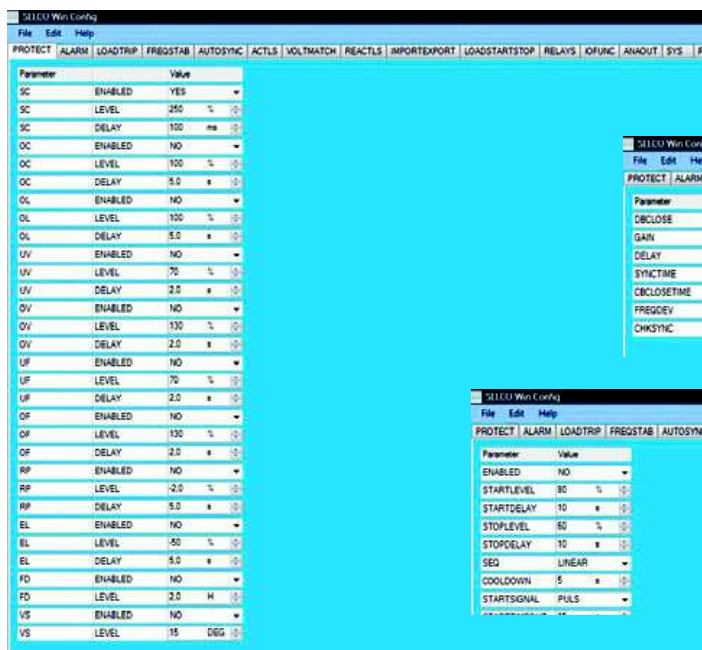 SELCO Win Config
File Edit Help
PROTECT ALARM LOADTRIP FREQSTAB AUTOSYNC ACTLS VOLTMATCH REACTLS IMPORTEXPORT LOADSTARTSTOP RELAYS IOFUNC ANAOUT SYS
Parameter Value
SC ENABLED YES
SC LEVEL 250 %
SC DELAY 100 ms
OC ENABLED NO
OC LEVEL 100 %
OC DELAY 5.0 s
OL ENABLED NO
OL LEVEL 100 %
OL DELAY 5.0 s
UV ENABLED NO
UV LEVEL 70 %
UV DELAY 2.0 s
OV ENABLED NO
OV LEVEL 130 %
OV DELAY 2.0 s
UF ENABLED NO
UF LEVEL 70 %
UF DELAY 2.0 s
OF ENABLED NO
OF LEVEL 130 %
OF DELAY 2.0 s
RP ENABLED NO
RP LEVEL -2.0 %
RP DELAY 5.0 s
EL ENABLED NO
EL LEVEL -50 %
EL DELAY 5.0 s
FD ENABLED NO
FD LEVEL 2.0 H
VS ENABLED NO
VS LEVEL 15 DEG
SELCO Win Con
File Edit He
PROTECT ALARM
Parameter
DBCLOSE
GAIN
DELAY
SYNCTIME
CBCLOSETIME
FREQDEV
CHKSYNC
SELCO Win Config
File Edit Help
PROTECT ALARM LOADTRIP FREQSTAB AUTOSYN
Parameter Value
ENABLED NO
STARTLEVEL 80 %
STARTDELAY 10 s
STOPLEVEL 60 %
STOPDELAY 10 s
SEQ LINEAR
COOLDOWN 5 s
STARTSIGNAL PULS